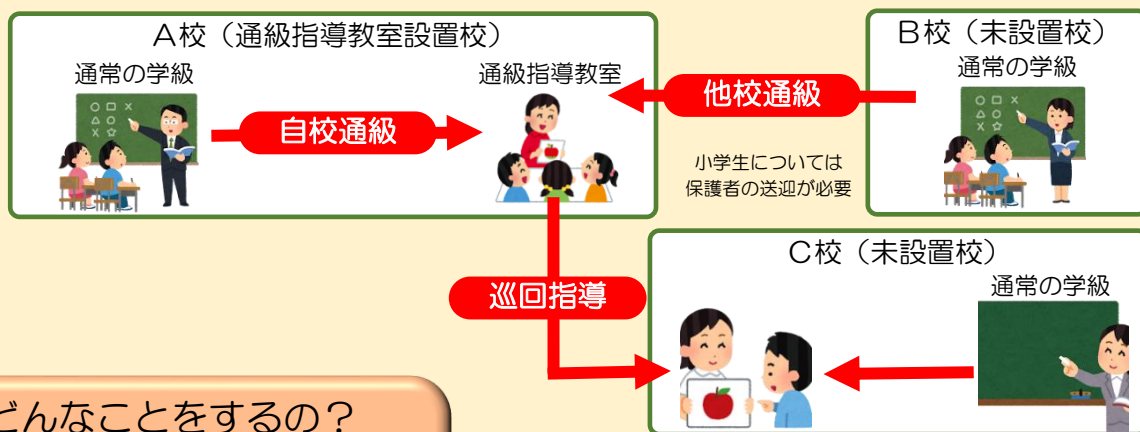 A校（通級指導教室設置校）
通常の学級
通級指導教室
自校通級
他校通級
小学生については
保護者の送迎が必要
B校（未設置校）
通常の学級
巡回指導
C校（未設置校）
通常の学級
どんなことをするの？